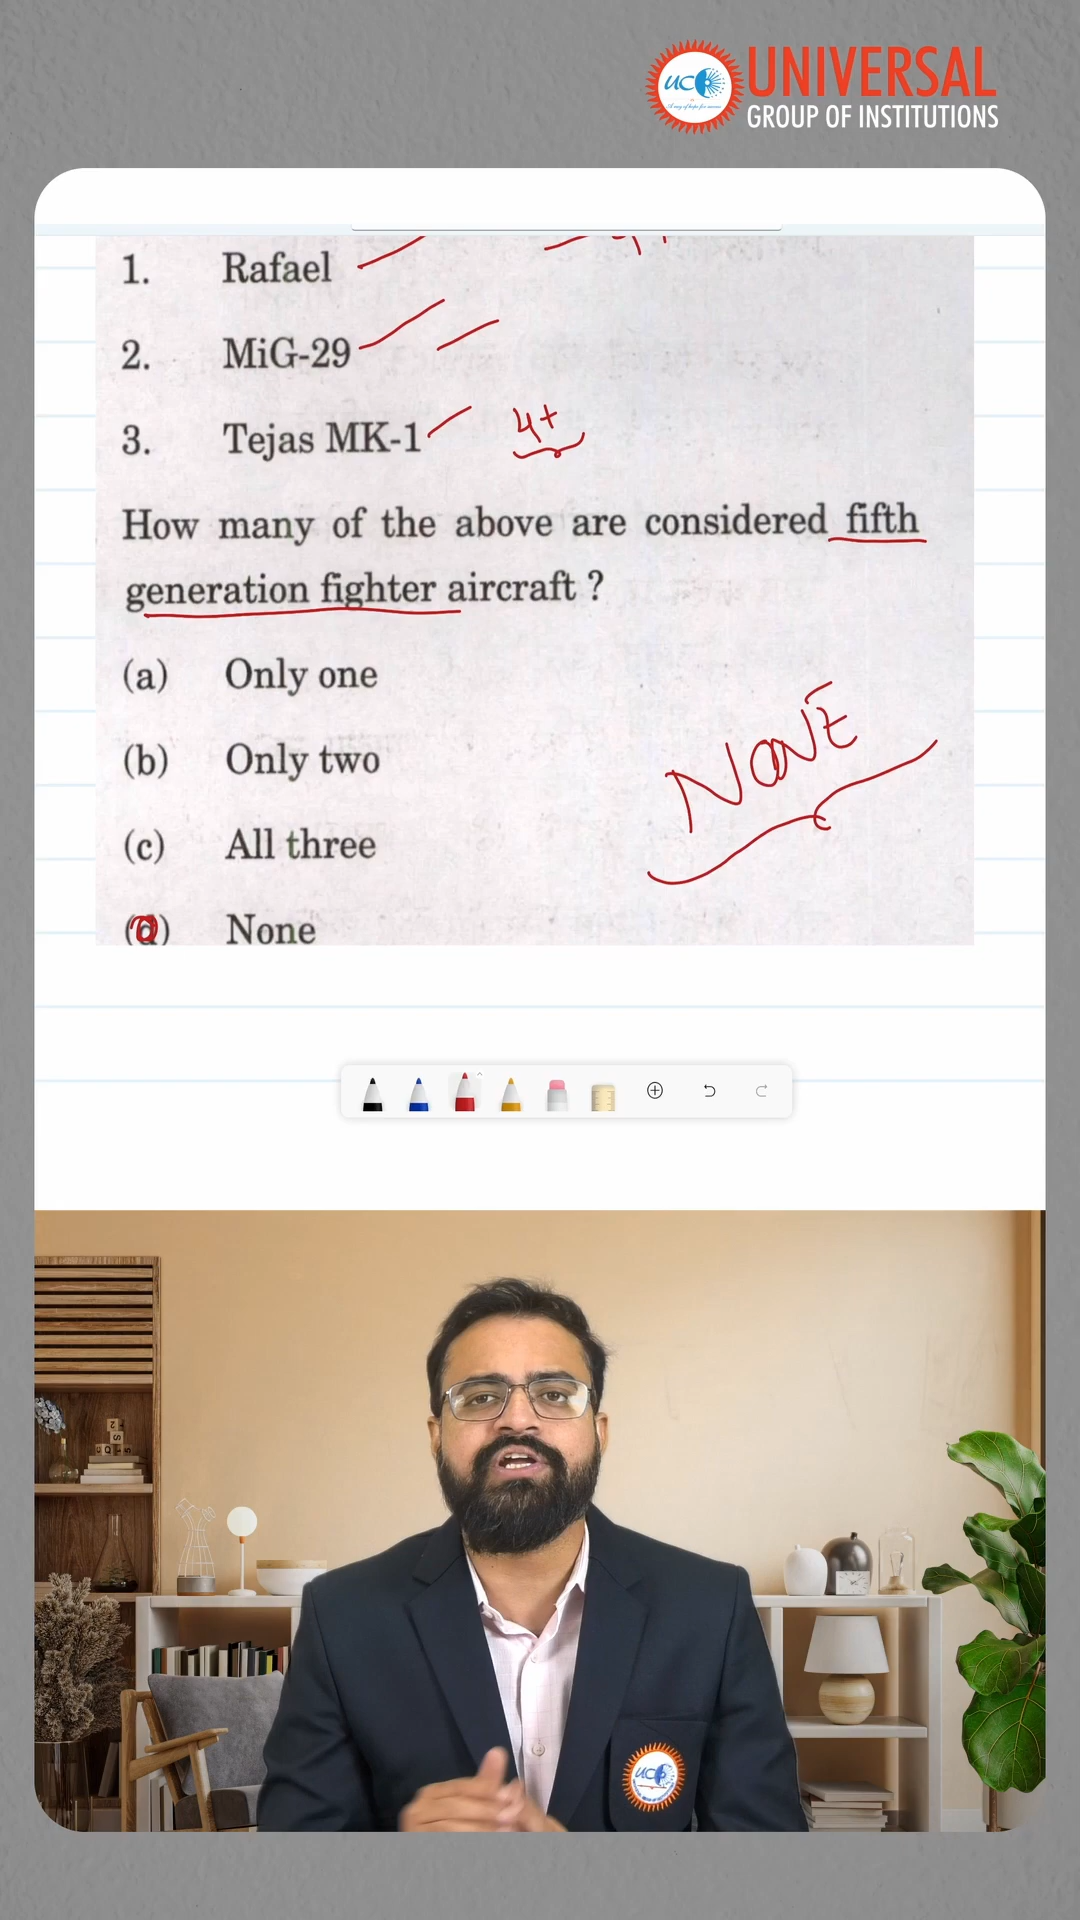 UNIVERSAL
GROUP OF INSTITUTIONS
UC
1. Rafael
2. MiG-29
3. Tejas MK-1
4+
How many of the above are considered fifth
generation fighter aircraft ?
(a) Only one
(b) Only two
(c) All three
(d) None
NONE